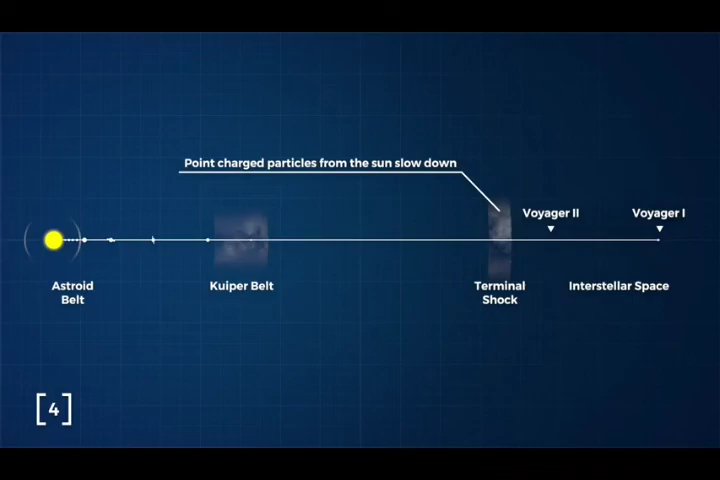 Point charged particles from the sun slow down
Voyager II
Voyager I
Astroid
Belt
Kuiper Belt
Terminal
Shock
Interstellar Space
[4]